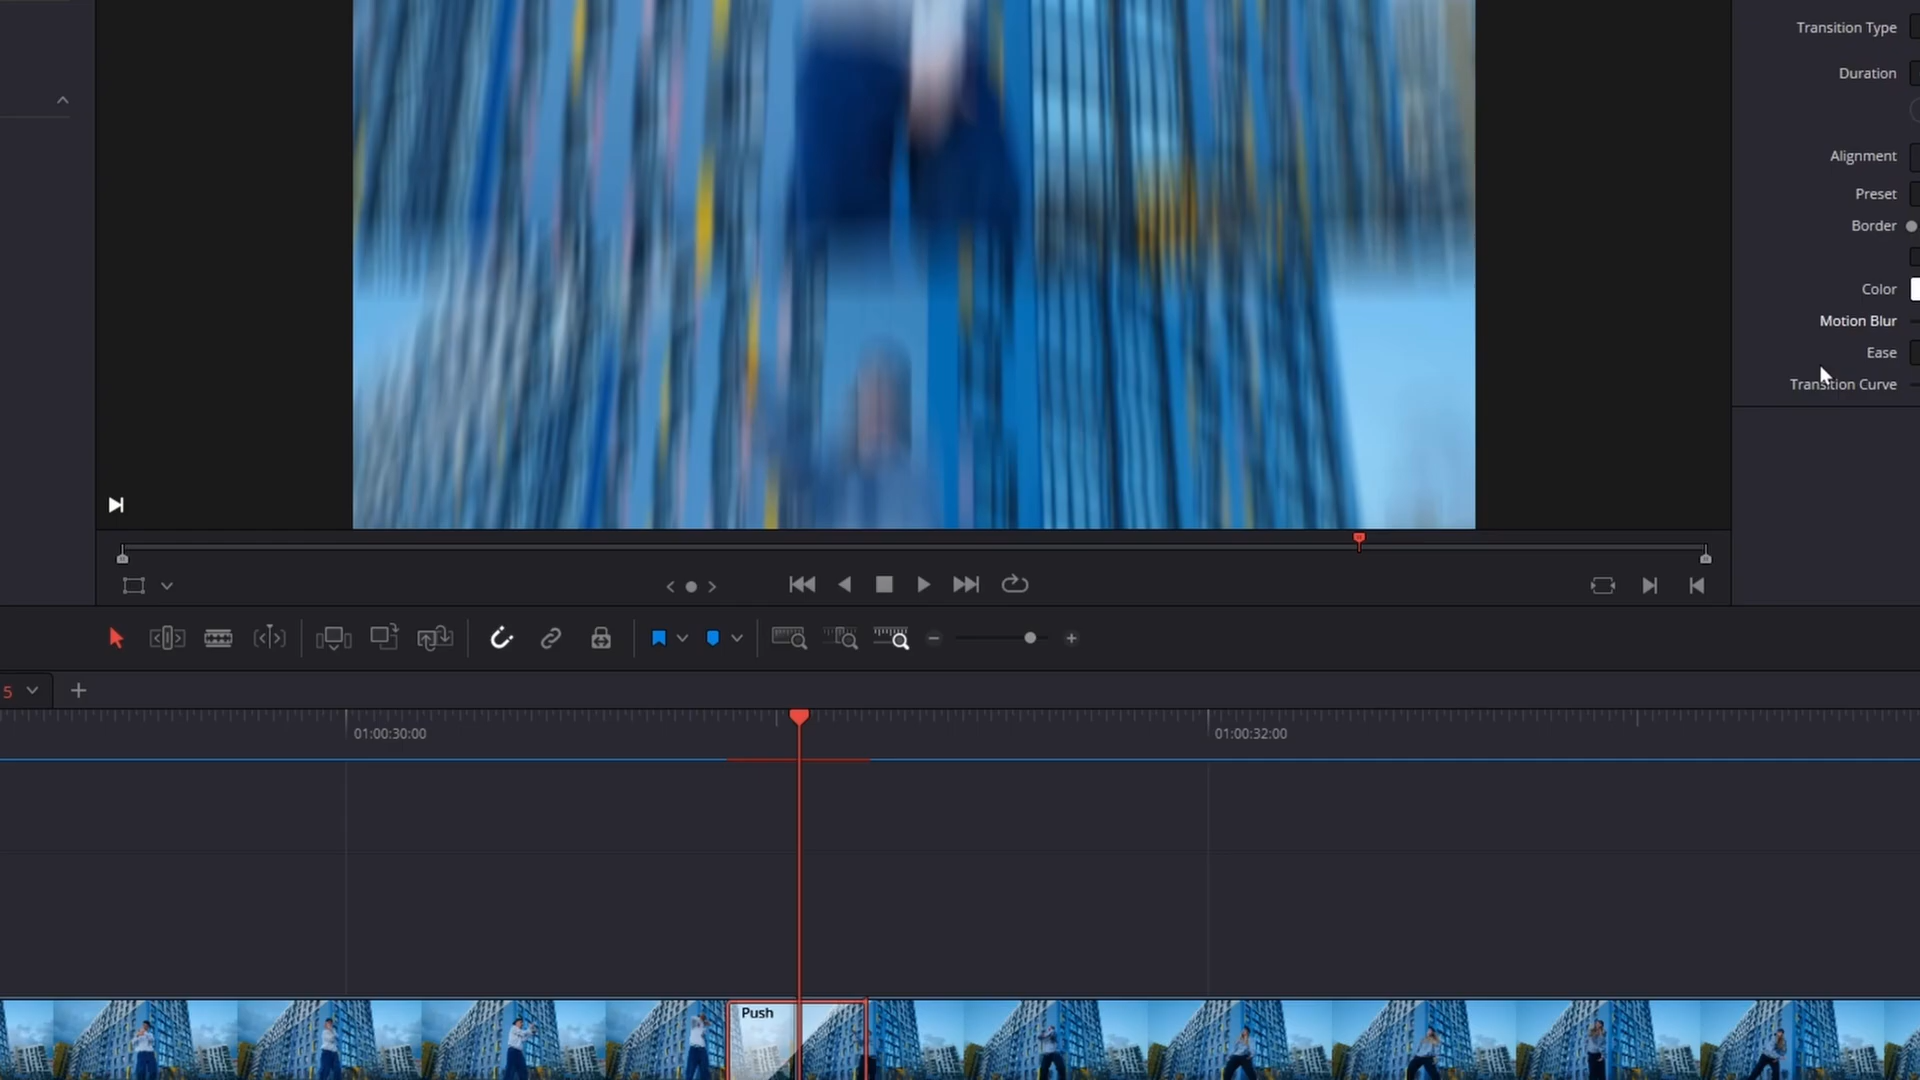 Transition Type
Duration
Alignment
Preset
Border
Color
Motion Blur
Ease
Transition Curve
5
01:00:30:00
01:00:32:00
Push